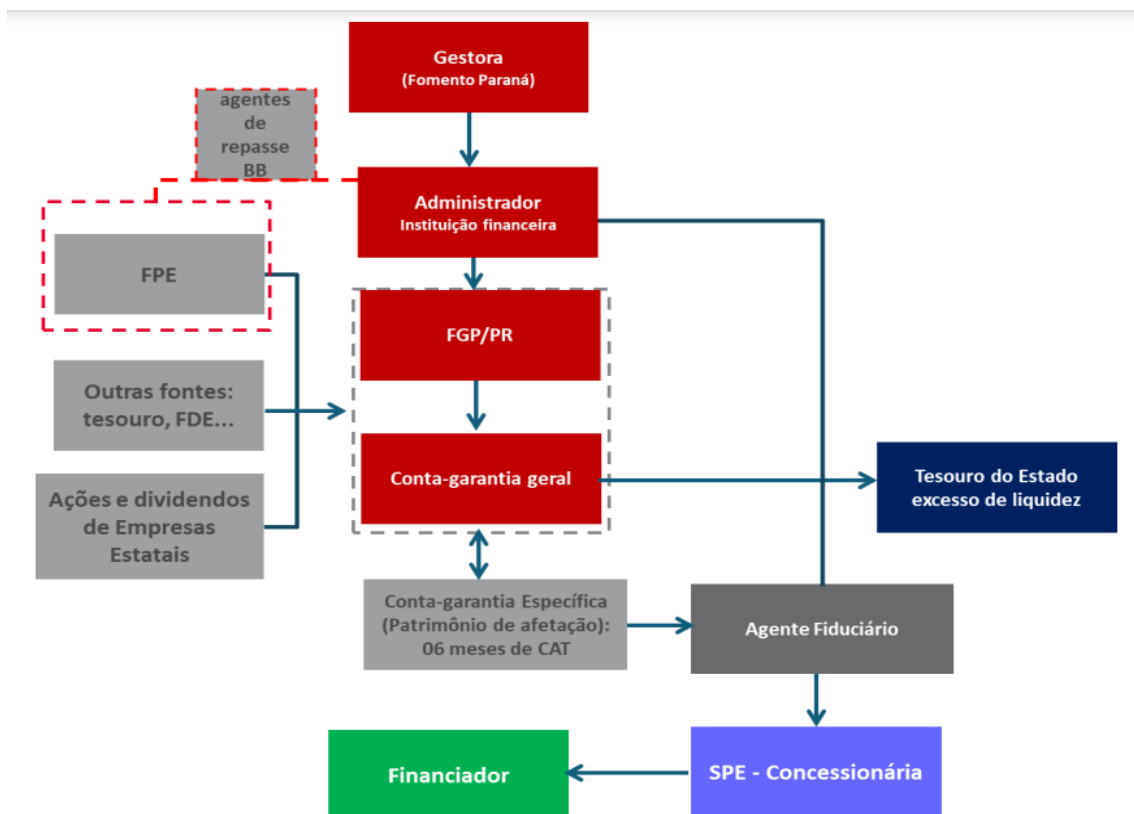 Gestora
(Fomento Paraná)
agentes
de
repasse
BB
Administrador
Instituição financeira
FPE
FGP/PR
Outras fontes:
tesouro, FDE...
Conta-garantia geral
Tesouro do Estado
excesso de liquidez
Ações e dividendos
de Empresas
Estatais
Conta-garantia Específica
(Patrimônio de afetação):
06 meses de CAT
Agente Fiduciário
Financiador
SPE - Concessionária